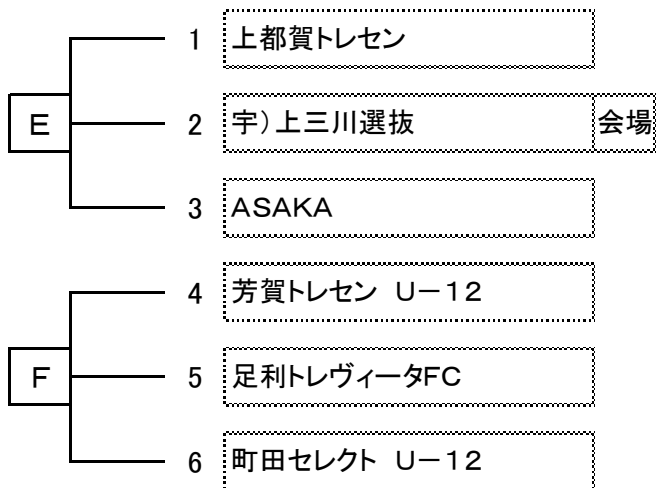 1 上都賀トレセン
E 2 宇）上三川選抜 会場
3 ASAKA
4 芳賀トレセン U－12
F 5 足利トレヴィータFC
6 町田セレクト U－12